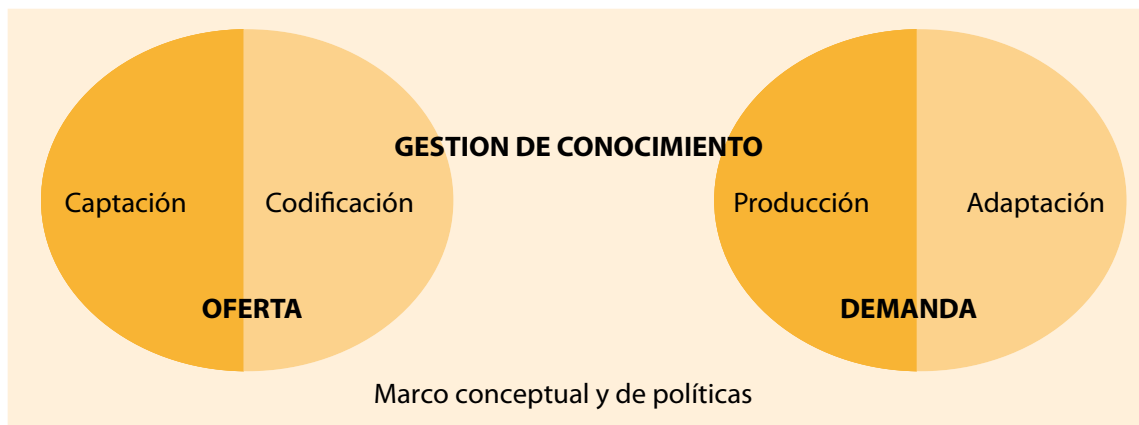 GESTION DE CONOCIMIENTO
Captación
Codificación
Producción
Adaptación
OFERTA
DEMANDA
Marco conceptual y de políticas